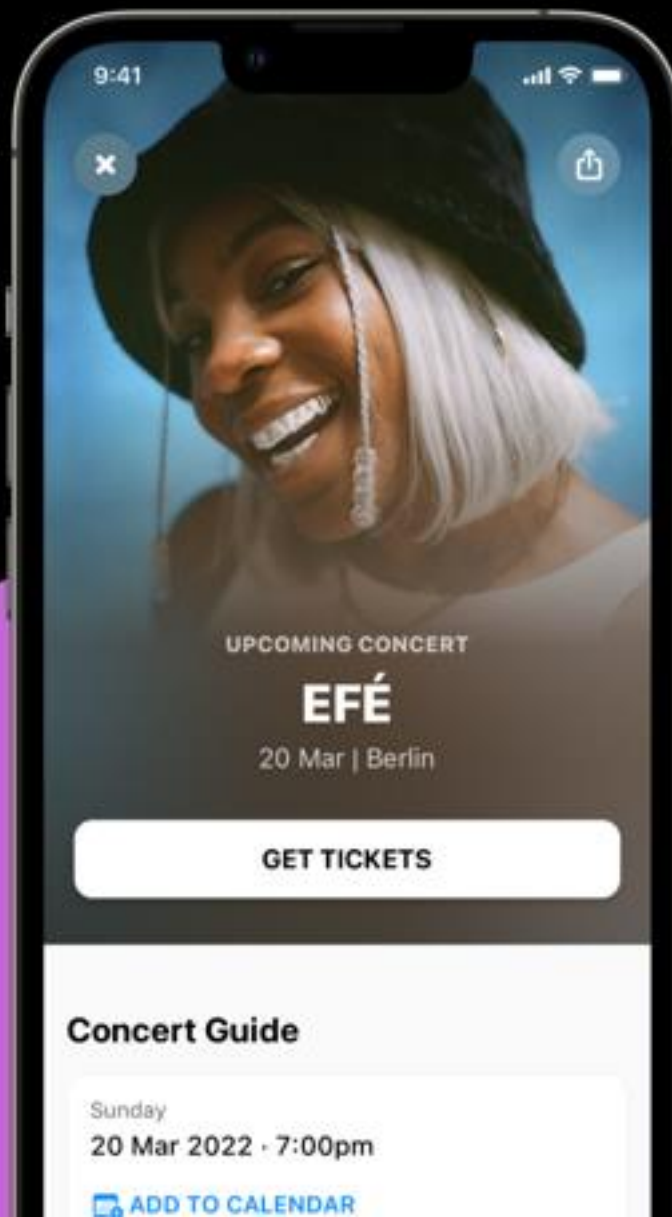 9:41
UPCOMING CONCERT
EFÉ
20 Mar | Berlin
GET TICKETS
Concert Guide
Sunday
20 Mar 2022 · 7:00pm
ADD TO CALENDAR